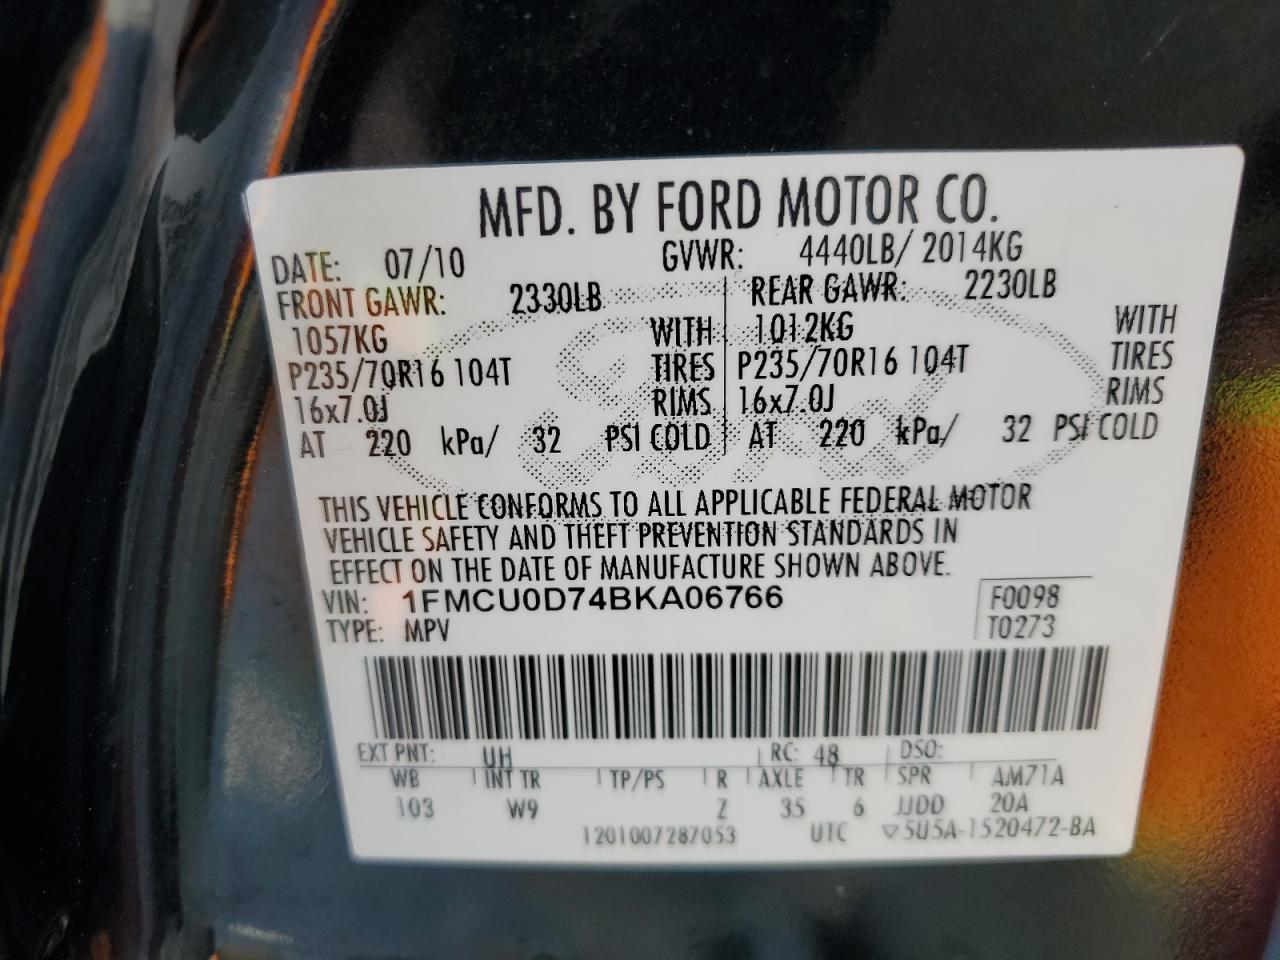 MFD. BY FORD MOTOR CO.
DATE: 07/10 GVWR: 4440LB/ 2014KG
FRONT GAWR: 2330LB REAR GAWR: 2230LB
1057KG WITH 1012KG WITH
P235/70R16 104T TIRES P235/70R16 104T TIRES
16x7.0J RIMS 16x7.0J RIMS
AT 220 kPa/ 32 PSI COLD AT 220 kPa/ 32 PSI COLD
THIS VEHICLE CONFORMS TO ALL APPLICABLE FEDERAL MOTOR
VEHICLE SAFETY AND THEFT PREVENTION STANDARDS IN
EFFECT ON THE DATE OF MANUFACTURE SHOWN ABOVE.
VIN: 1FMCU0D74BKA06766 F0098
TYPE: MPV T0273
EXT PNT: UH RC: 48 DSO:
WB INT TR TP/PS R AXLE TR SPR AM71A
103 W9 Z 35 6 JJDD 20A
1201007287053 UTC ▽5U5A-1520472-BA
Ford